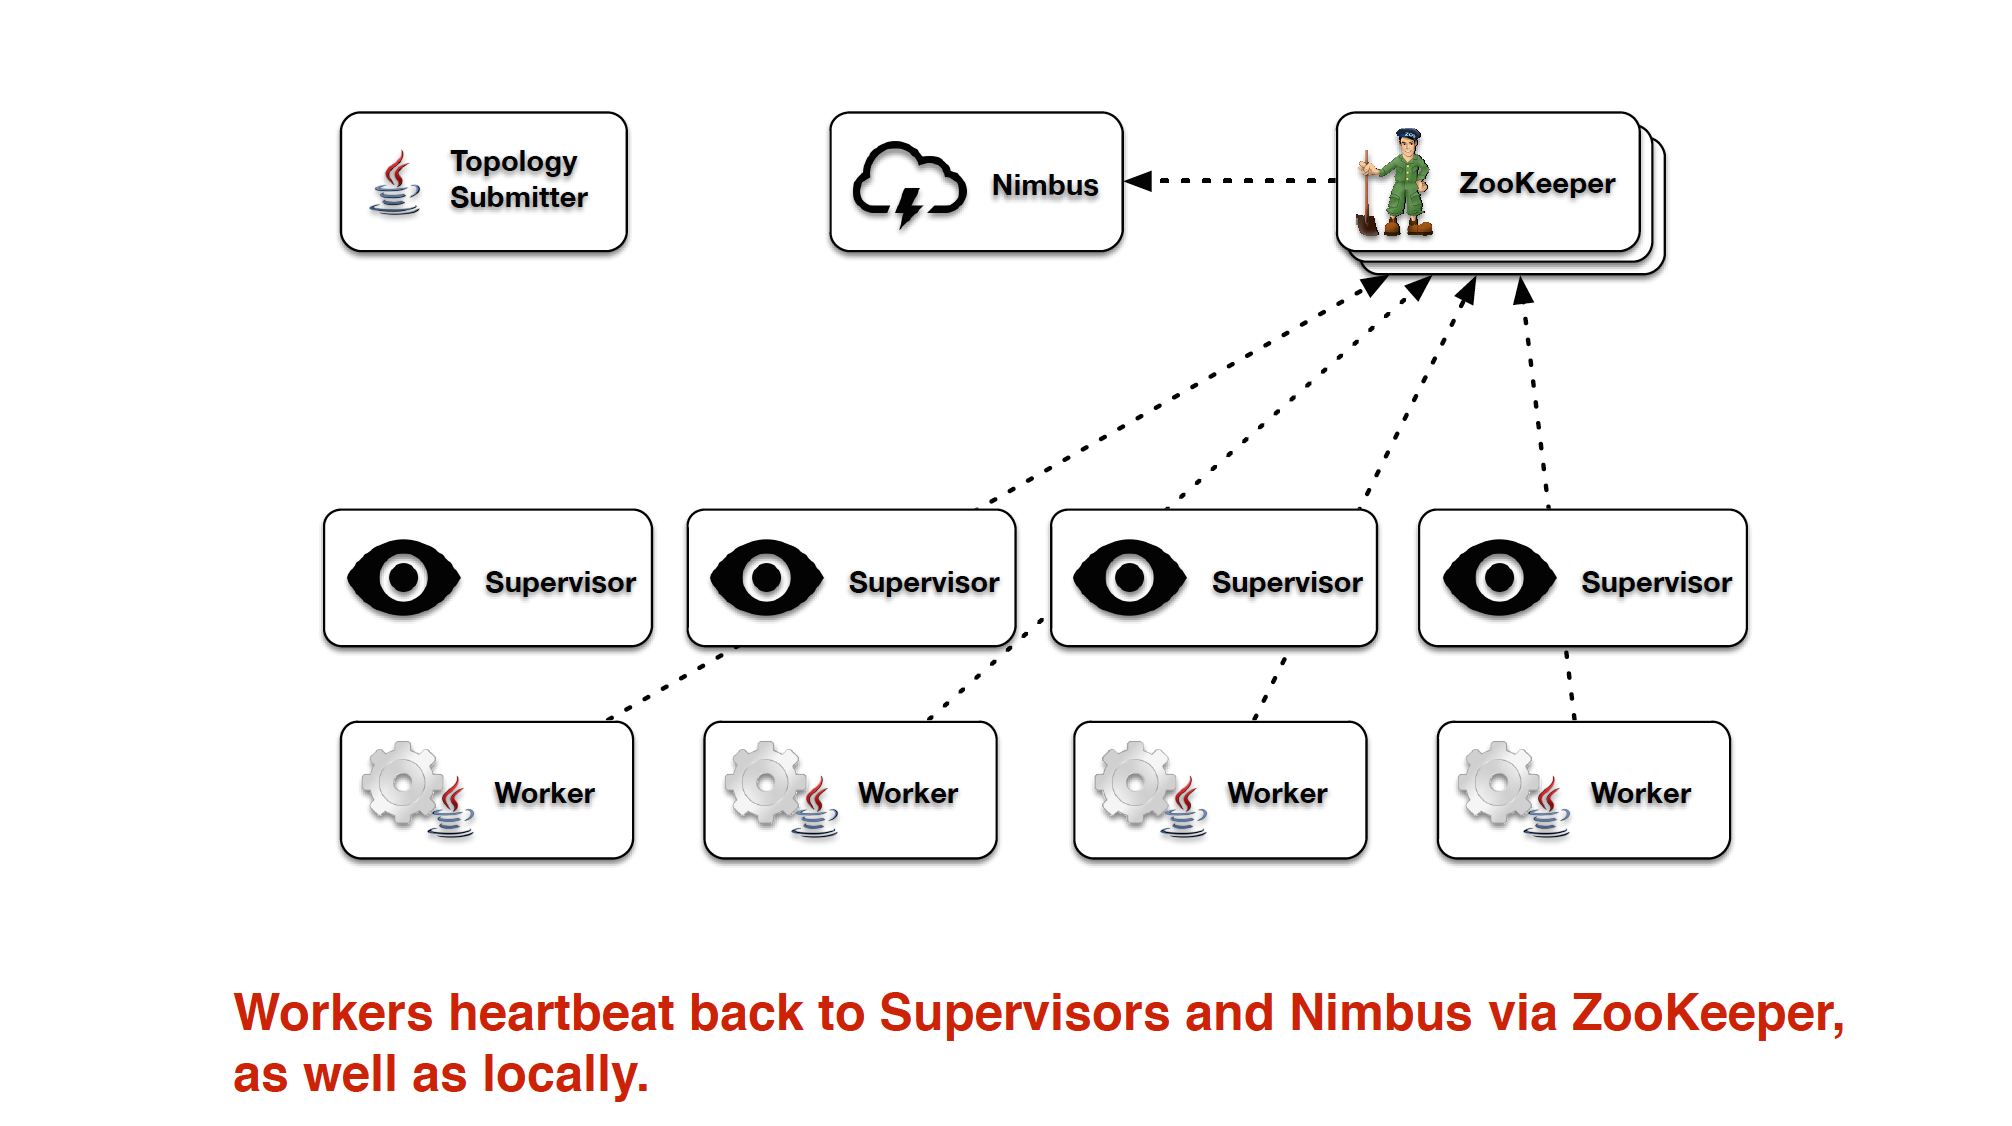 Topology
Submitter
Nimbus
ZooKeeper
Supervisor
Supervisor
Supervisor
Supervisor
Worker
Worker
Worker
Worker
Workers heartbeat back to Supervisors and Nimbus via ZooKeeper,
as well as locally.